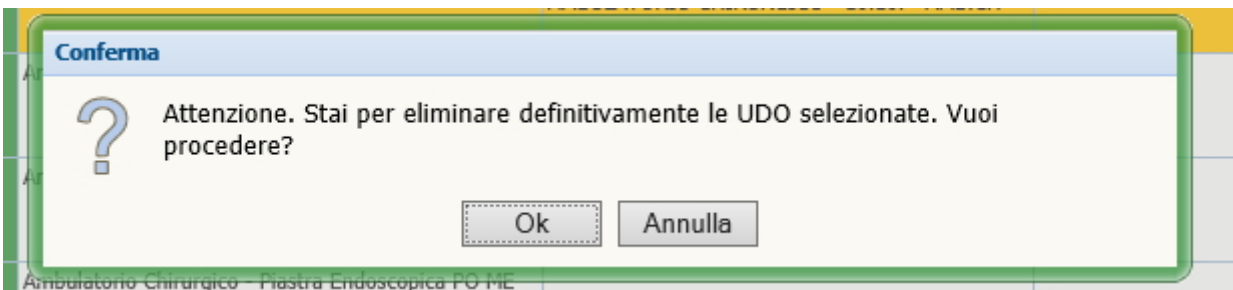 Conferma
Attenzione. Stai per eliminare definitivamente le UDO selezionate. Vuoi
procedere?
Ok
Annulla
Ambulatorio Chirurgico - Piastra Endoscopica PO ME